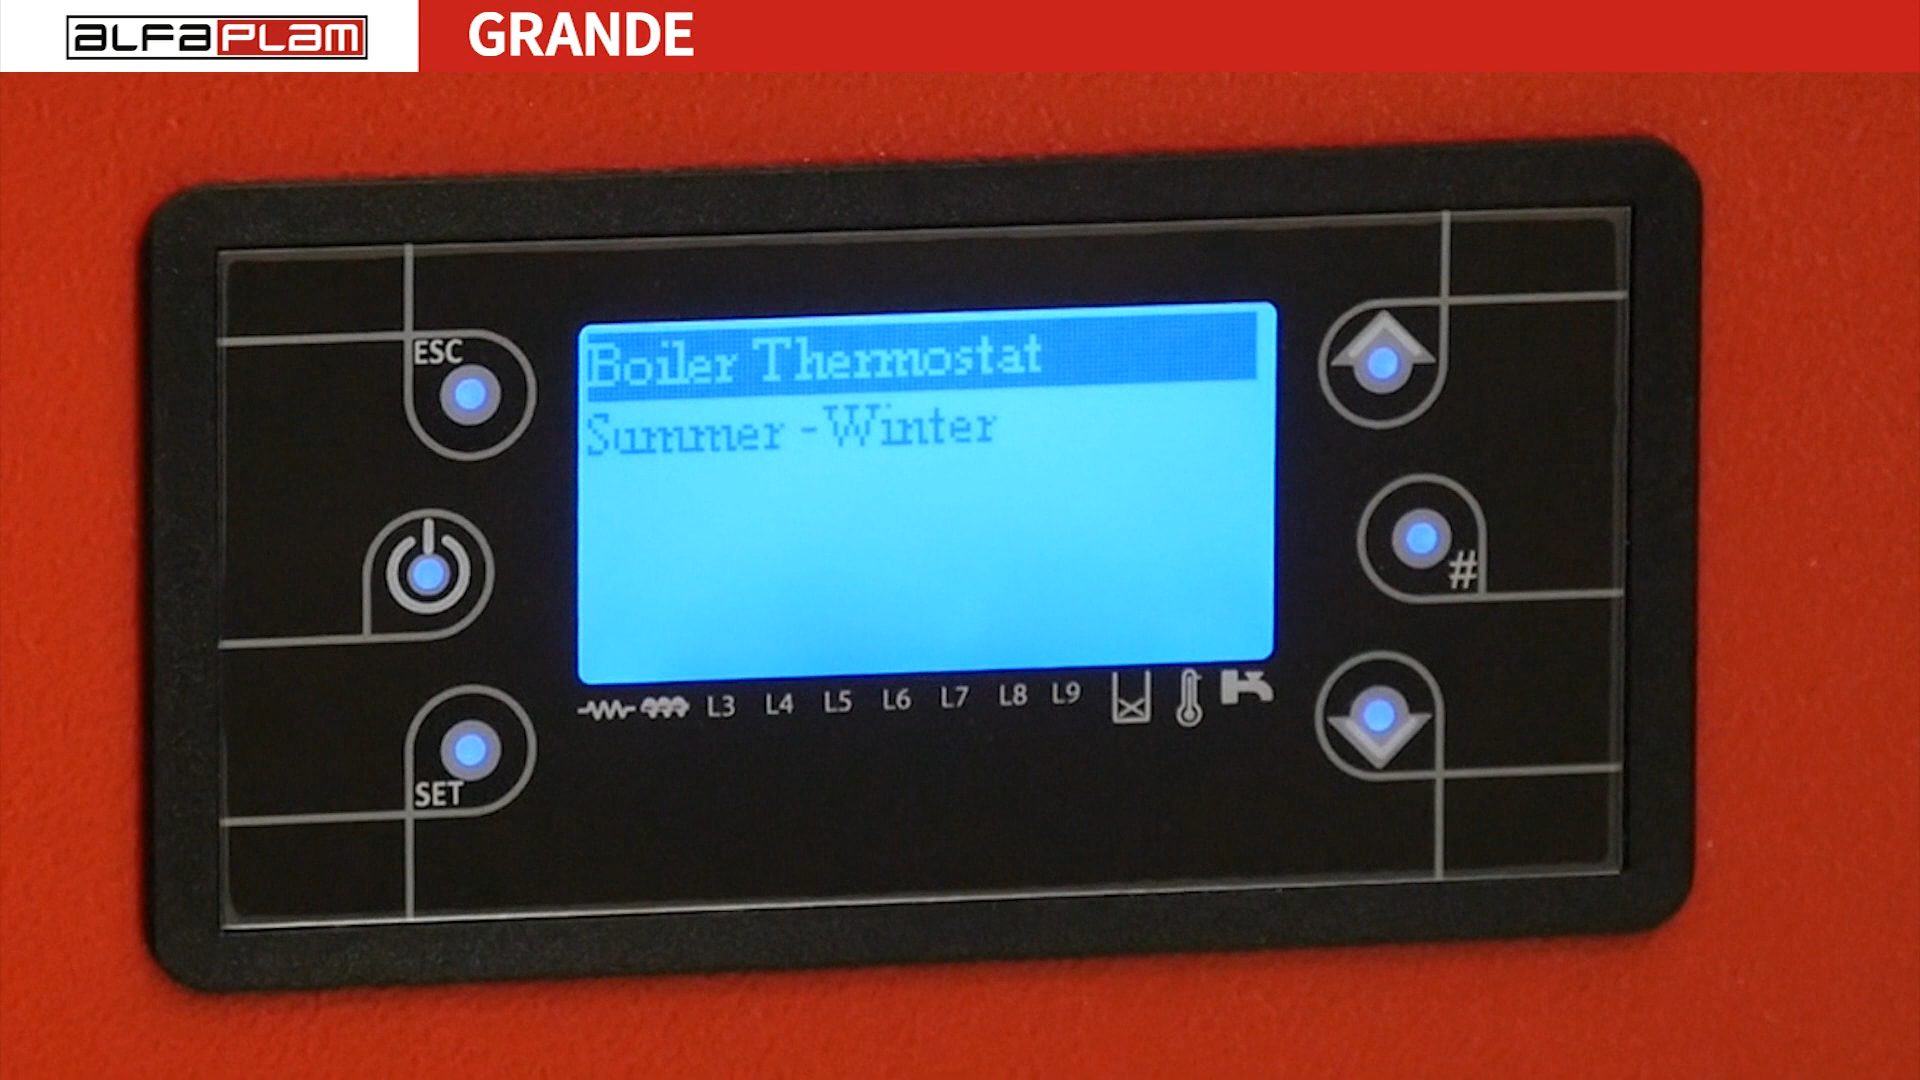 ALFAPLAM
GRANDE
ESC
Boiler Thermostat
Summer - Winter
#
SET
L3 L4 L5 L6 L7 L8 L9